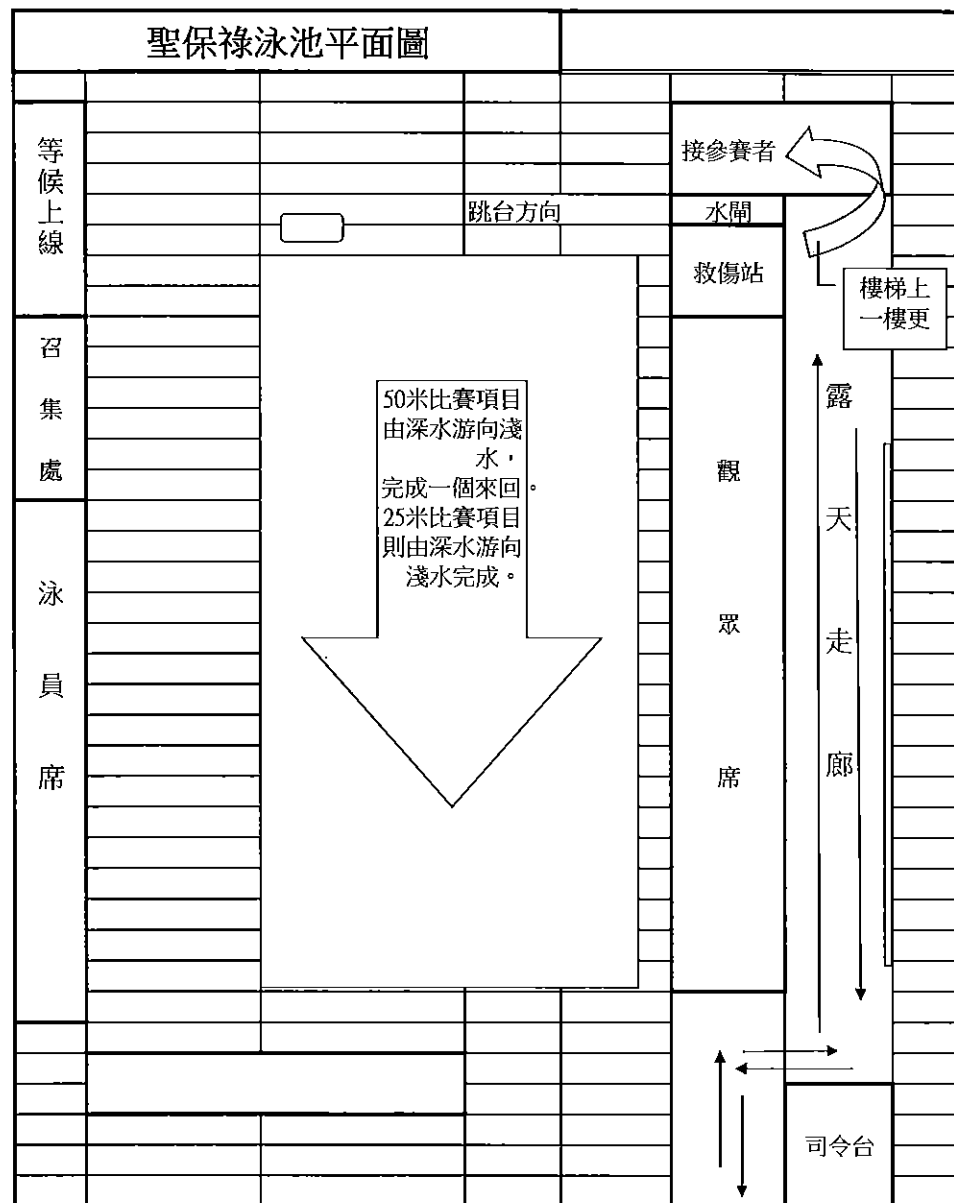 聖保祿泳池平面圖
等候上線
接參賽者
跳台方向
水閘
救傷站
樓梯上
一樓更
召集處
50米比賽項目
由深水游向淺
水，
完成一個來回。
25米比賽項目
則由深水游向
淺水完成。
觀眾席
露天走廊
泳員席
司令台